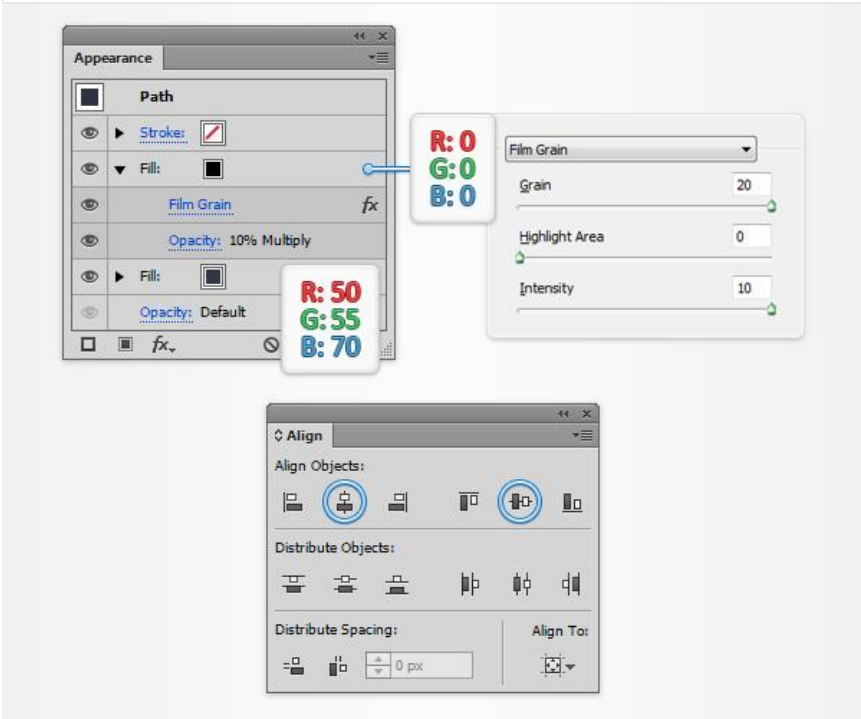 Appearance
Path
Stroke:
Fill:
Film Grain fx
Opacity: 10% Multiply
Fill:
Opacity: Default
fx
R: 0
G: 0
B: 0
R: 50
G: 55
B: 70
Film Grain
Grain 20
Highlight Area 0
Intensity 10
Align
Align Objects:
Distribute Objects:
Distribute Spacing: Align To:
0 px